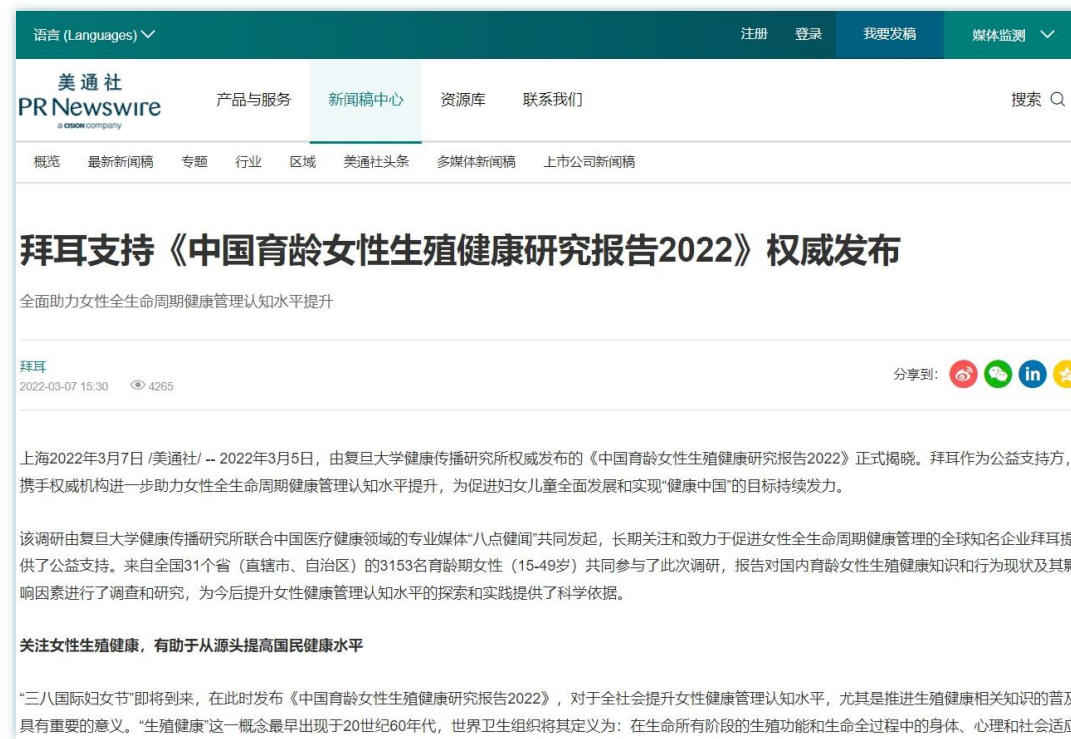 语言 (Languages)
注册 登录 我要发稿 媒体监测
美通社
PR Newswire
a CISION company
产品与服务 新闻稿中心 资源库 联系我们 搜索
概览 最新新闻稿 专题 行业 区域 美通社头条 多媒体新闻稿 上市公司新闻稿
拜耳支持《中国育龄女性生殖健康研究报告2022》权威发布
全面助力女性全生命周期健康管理认知水平提升
拜耳
2022-03-07 15:30 4265
分享到:
上海2022年3月7日 /美通社/ -- 2022年3月5日，由复旦大学健康传播研究所权威发布的《中国育龄女性生殖健康研究报告2022》正式揭晓。拜耳作为公益支持方，
携手权威机构进一步助力女性全生命周期健康管理认知水平提升，为促进妇女儿童全面发展和实现“健康中国”的目标持续发力。
该调研由复旦大学健康传播研究所联合中国医疗健康领域的专业媒体“八点健闻”共同发起，长期关注和致力于促进女性全生命周期健康管理的全球知名企业拜耳提
供了公益支持。来自全国31个省（直辖市、自治区）的3153名育龄期女性（15-49岁）共同参与了此次调研，报告对国内育龄女性生殖健康知识和行为现状及其影
响因素进行了调查和研究，为今后提升女性健康管理认知水平的探索和实践提供了科学依据。
关注女性生殖健康，有助于从源头提高国民健康水平
“三八国际妇女节”即将到来，在此时发布《中国育龄女性生殖健康研究报告2022》，对于全社会提升女性健康管理认知水平，尤其是推进生殖健康相关知识的普及
具有重要的意义。“生殖健康”这一概念最早出现于20世纪60年代，世界卫生组织将其定义为：在生命所有阶段的生殖功能和生命全过程中的身体、心理和社会适应